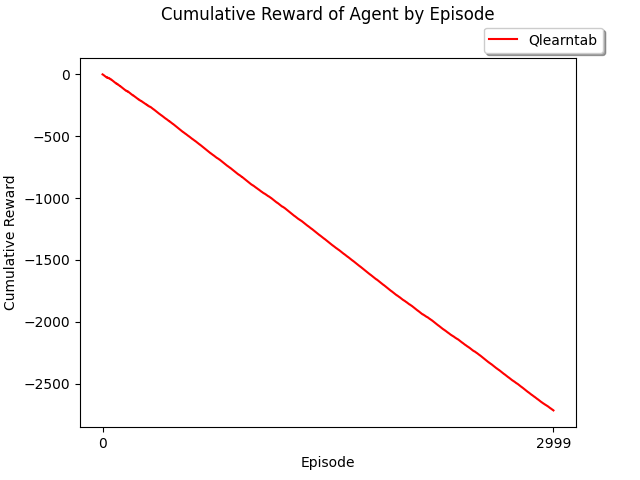 Cumulative Reward of Agent by Episode
Qlearntab
0
−500
−1000
−1500
−2000
−2500
Cumulative Reward
0
2999
Episode